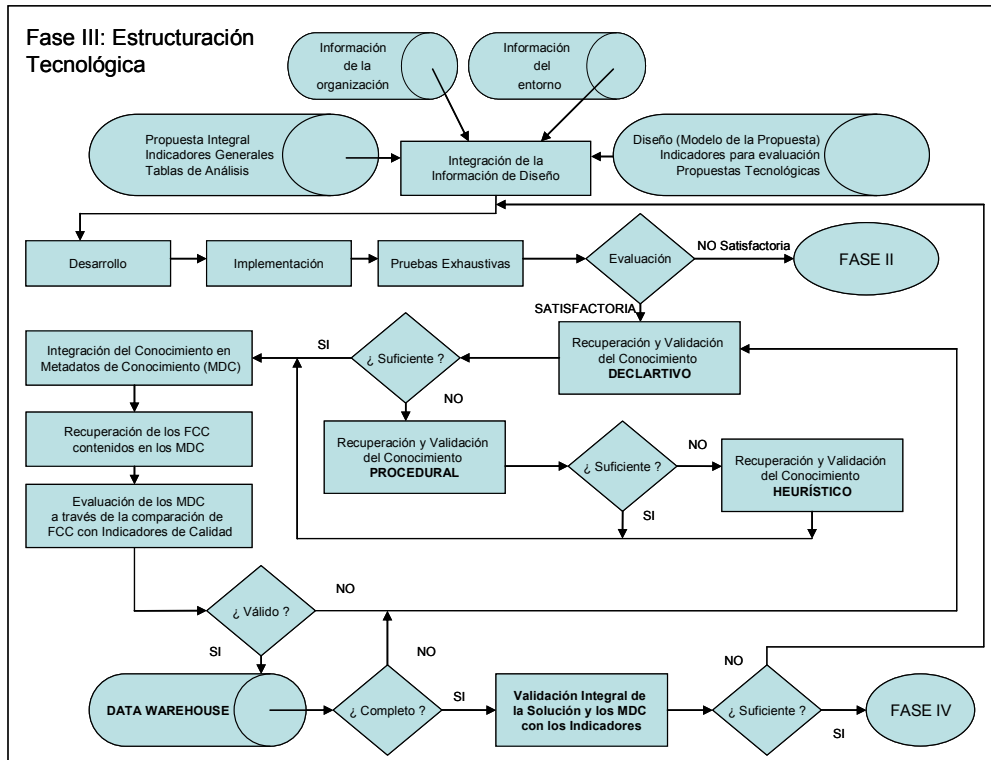 Fase III: Estructuración
Tecnológica
Información
de la
organización
Información
del
entorno
Propuesta Integral
Indicadores Generales
Tablas de Análisis
Integración de la
Información de Diseño
Diseño (Modelo de la Propuesta)
Indicadores para evaluación
Propuestas Tecnológicas
Desarrollo
Implementación
Pruebas Exhaustivas
Evaluación
NO Satisfactoria
FASE II
SATISFACTORIA
Integración del Conocimiento en
Metadatos de Conocimiento (MDC)
SI
¿ Suficiente ?
Recuperación y Validación
del Conocimiento
DECLARTIVO
NO
Recuperación de los FCC
contenidos en los MDC
Recuperación y Validación
del Conocimiento
PROCEDURAL
¿ Suficiente ?
NO
Recuperación y Validación
del Conocimiento
HEURÍSTICO
SI
Evaluación de los MDC
a través de la comparación de
FCC con Indicadores de Calidad
¿ Válido ?
NO
SI
NO
NO
DATA WAREHOUSE
¿ Completo ?
SI
Validación Integral de
la Solución y los MDC
con los Indicadores
¿ Suficiente ?
SI
FASE IV